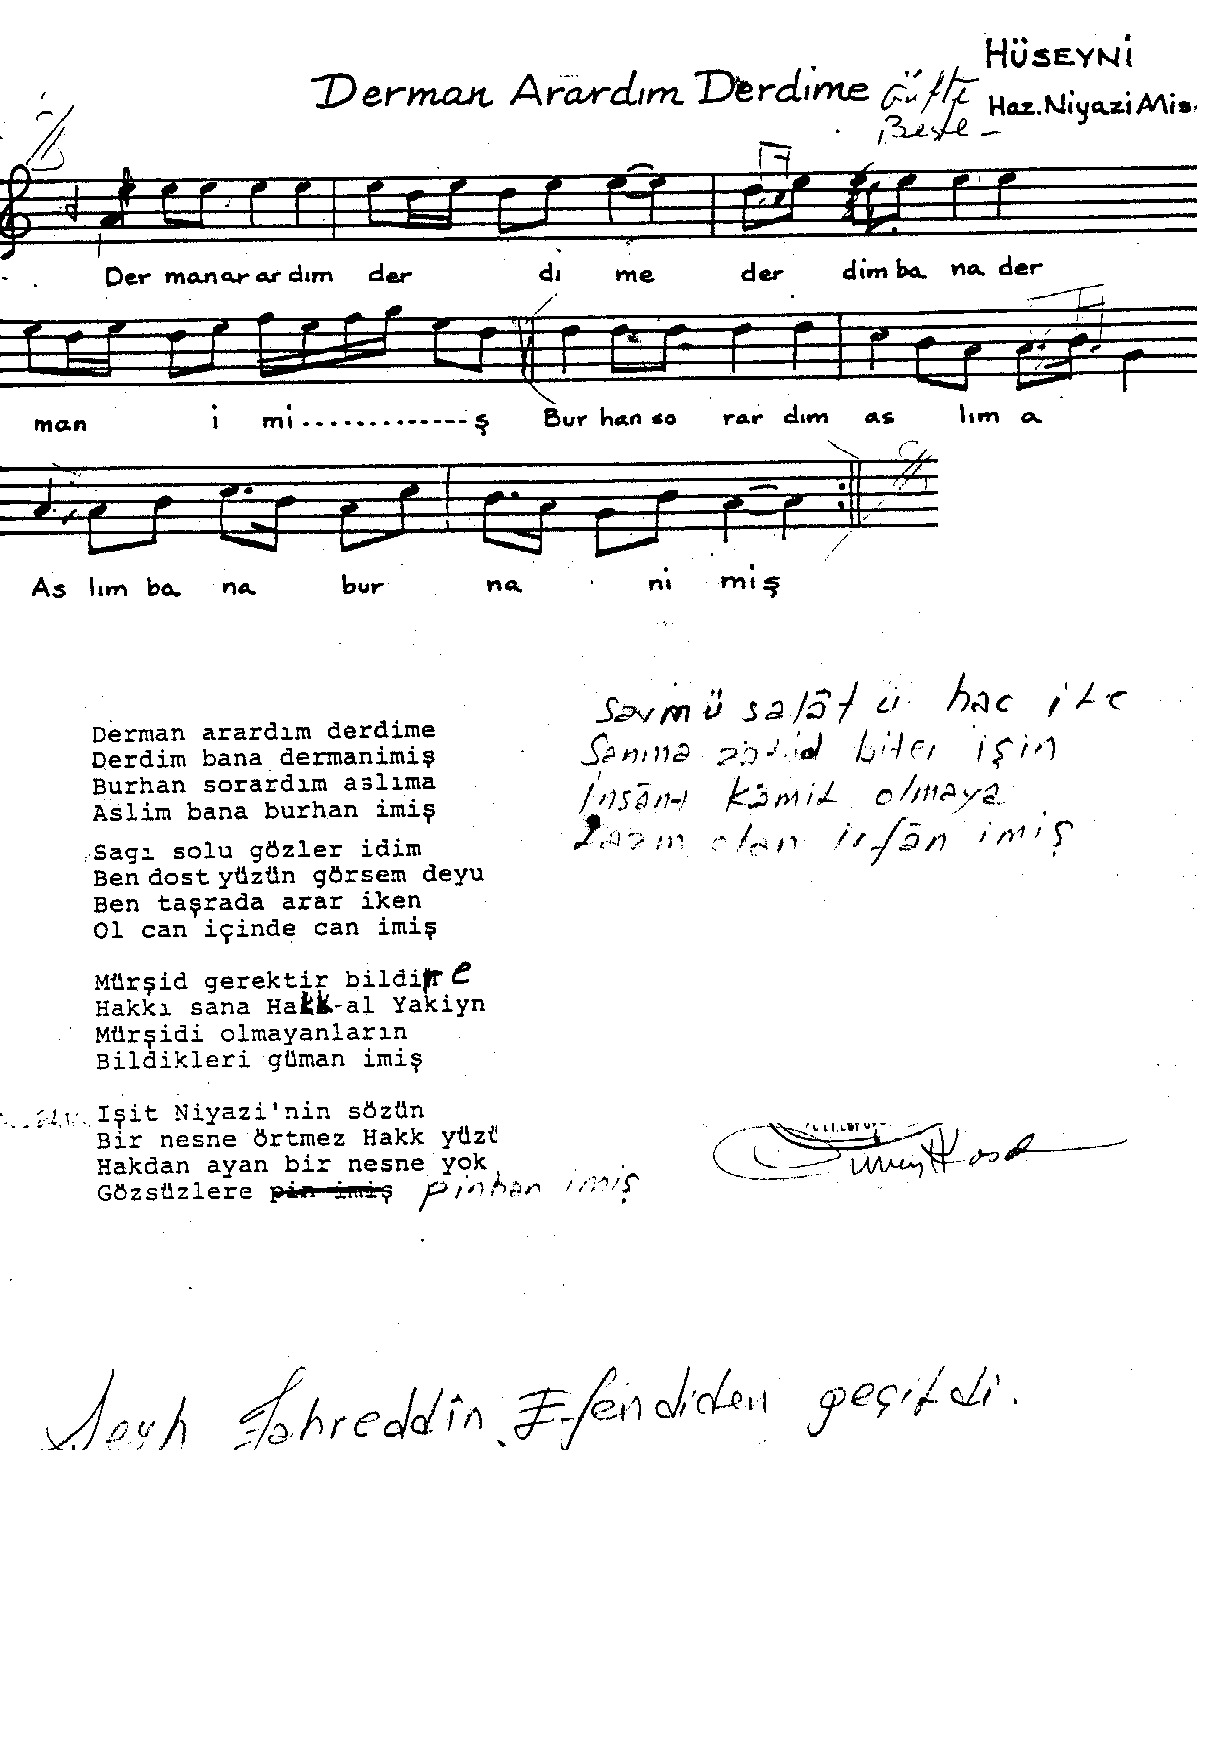 HÜSEYNİ
Derman Arardım Derdime Güfte Haz.Niyazi Mis.
Beste -
Der man ar ar dım der di me der dim ba na der
man i mi.............ş Bur han so rar dım as lım a
As lım ba na bur na ni miş
Derman arardım derdime
Derdim bana dermanimiş
Burhan sorardım aslıma
Aslim bana burhan imiş
Sagı solu gözler idim
Ben dost yüzün görsem deyu
Ben taşrada arar iken
Ol can içinde can imiş
Mürşid gerektir bildire
Hakkı sana Hakk-al Yakiyn
Mürşidi olmayanların
Bildikleri güman imiş
Işit Niyazi'nin sözün
Bir nesne örtmez Hakk yüzü
Hakdan ayan bir nesne yok
Gözsüzlere pin imiş pinhan imiş
Savmü salât ü hac ile
Sanma zâhid biter işin
İnsân-ı kâmil olmaya
Lazım olan irfân imiş
Şeyh Fahreddîn Efendiden geçildi.